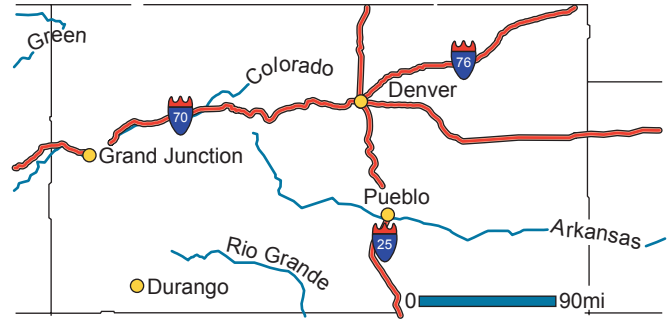 Green
Colorado
76
Denver
70
Grand Junction
Pueblo
Arkansas
25
Rio Grande
Durango
0 90mi